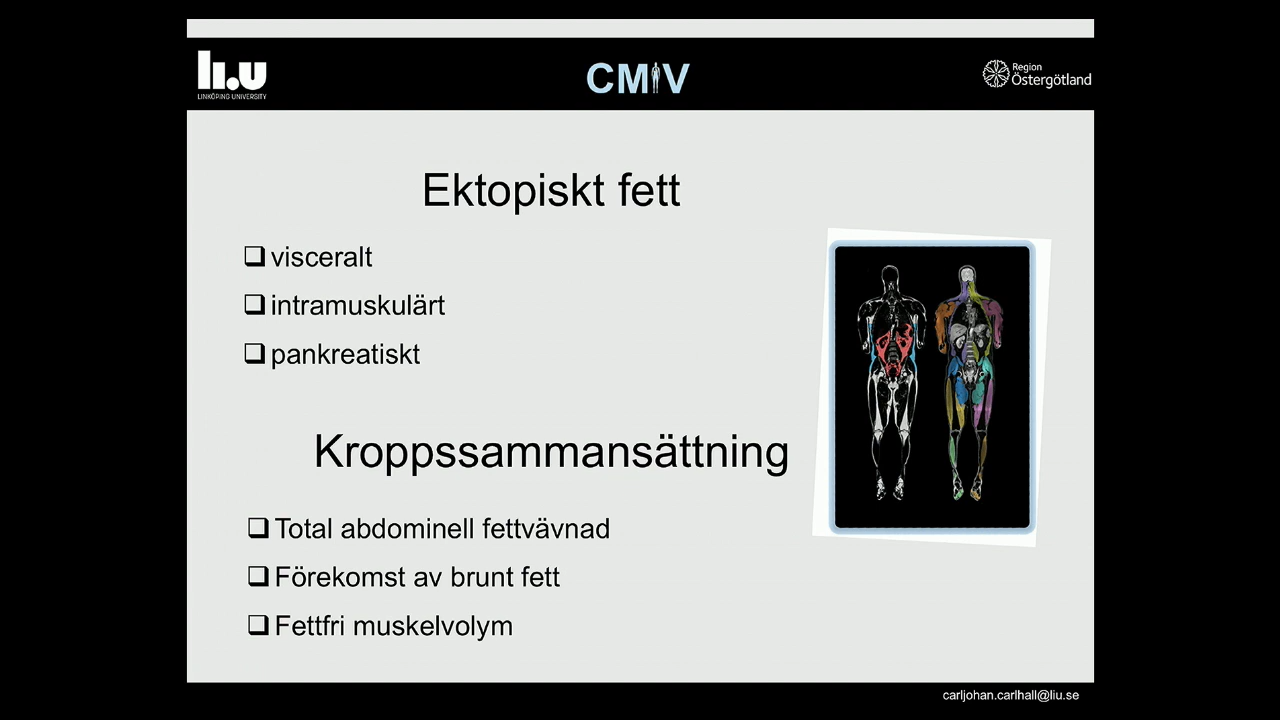 li.u
LINKÖPING UNIVERSITY
CMIV
Region
Östergötland
Ektopiskt fett
visceralt
intramuskulärt
pankreatiskt
Kroppssammansättning
Total abdominell fettvävnad
Förekomst av brunt fett
Fettfri muskelvolym
carljohan.carlhall@liu.se